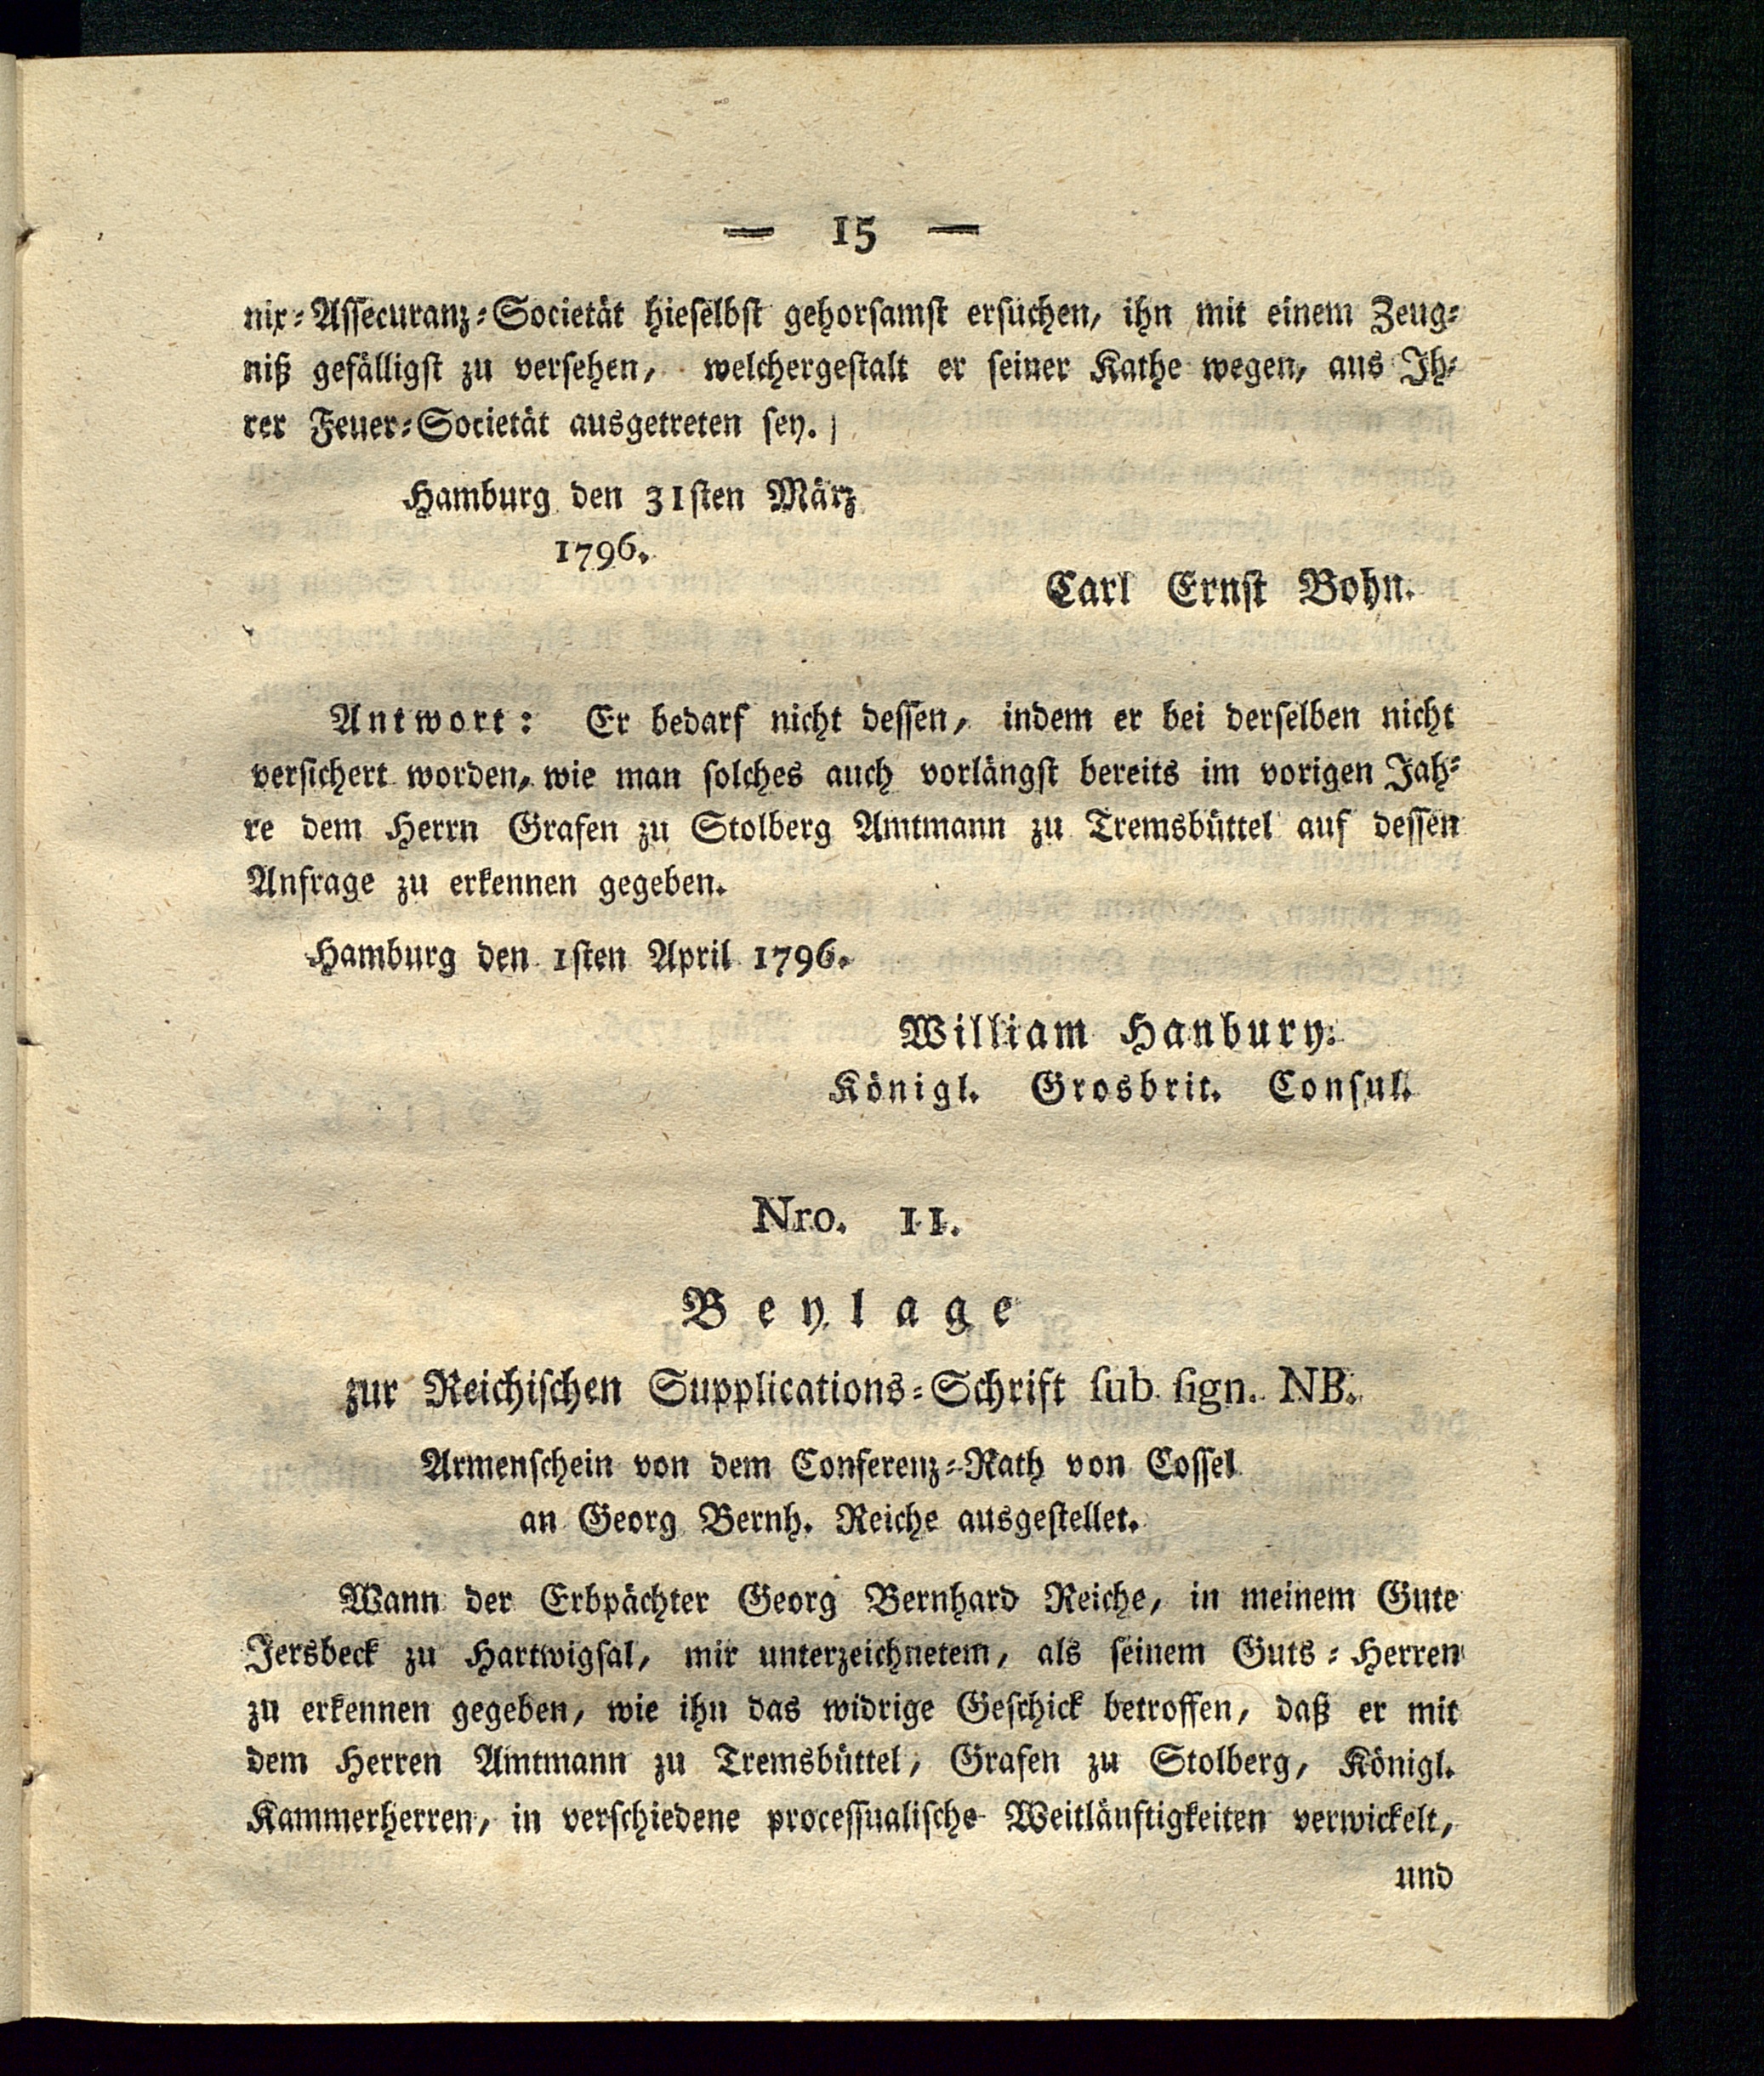 — 15 —
nix-Assecuranz-Societät hieselbst gehorsamst ersuchen, ihn mit einem Zeug-
niß gefälligst zu versehen, welchergestalt er seiner Kathe wegen, aus Ih-
rer Feuer-Societät ausgetreten sey.
Hamburg den 31sten März
1796.
Carl Ernst Bohn.
Antwort: Er bedarf nicht dessen, indem er bei derselben nicht
versichert worden, wie man solches auch vorlängst bereits im vorigen Jah-
re dem Herrn Grafen zu Stolberg Amtmann zu Tremsbüttel auf dessen
Anfrage zu erkennen gegeben.
Hamburg den 1sten April 1796.
William Hanbury.
Königl. Grosbrit. Consul.
Nro. 11.
Beylage
zur Reichischen Supplications-Schrift sub sign. NB.
Armenschein von dem Conferenz-Rath von Cossel
an Georg Bernh. Reiche ausgestellet.
Wann der Erbpächter Georg Bernhard Reiche, in meinem Gute
Jersbeck zu Hartwigsal, mir unterzeichnetem, als seinem Guts-Herren
zu erkennen gegeben, wie ihn das widrige Geschick betroffen, daß er mit
dem Herren Amtmann zu Tremsbüttel, Grafen zu Stolberg, Königl.
Kammerherren, in verschiedene processualische Weitläuftigkeiten verwickelt,
und